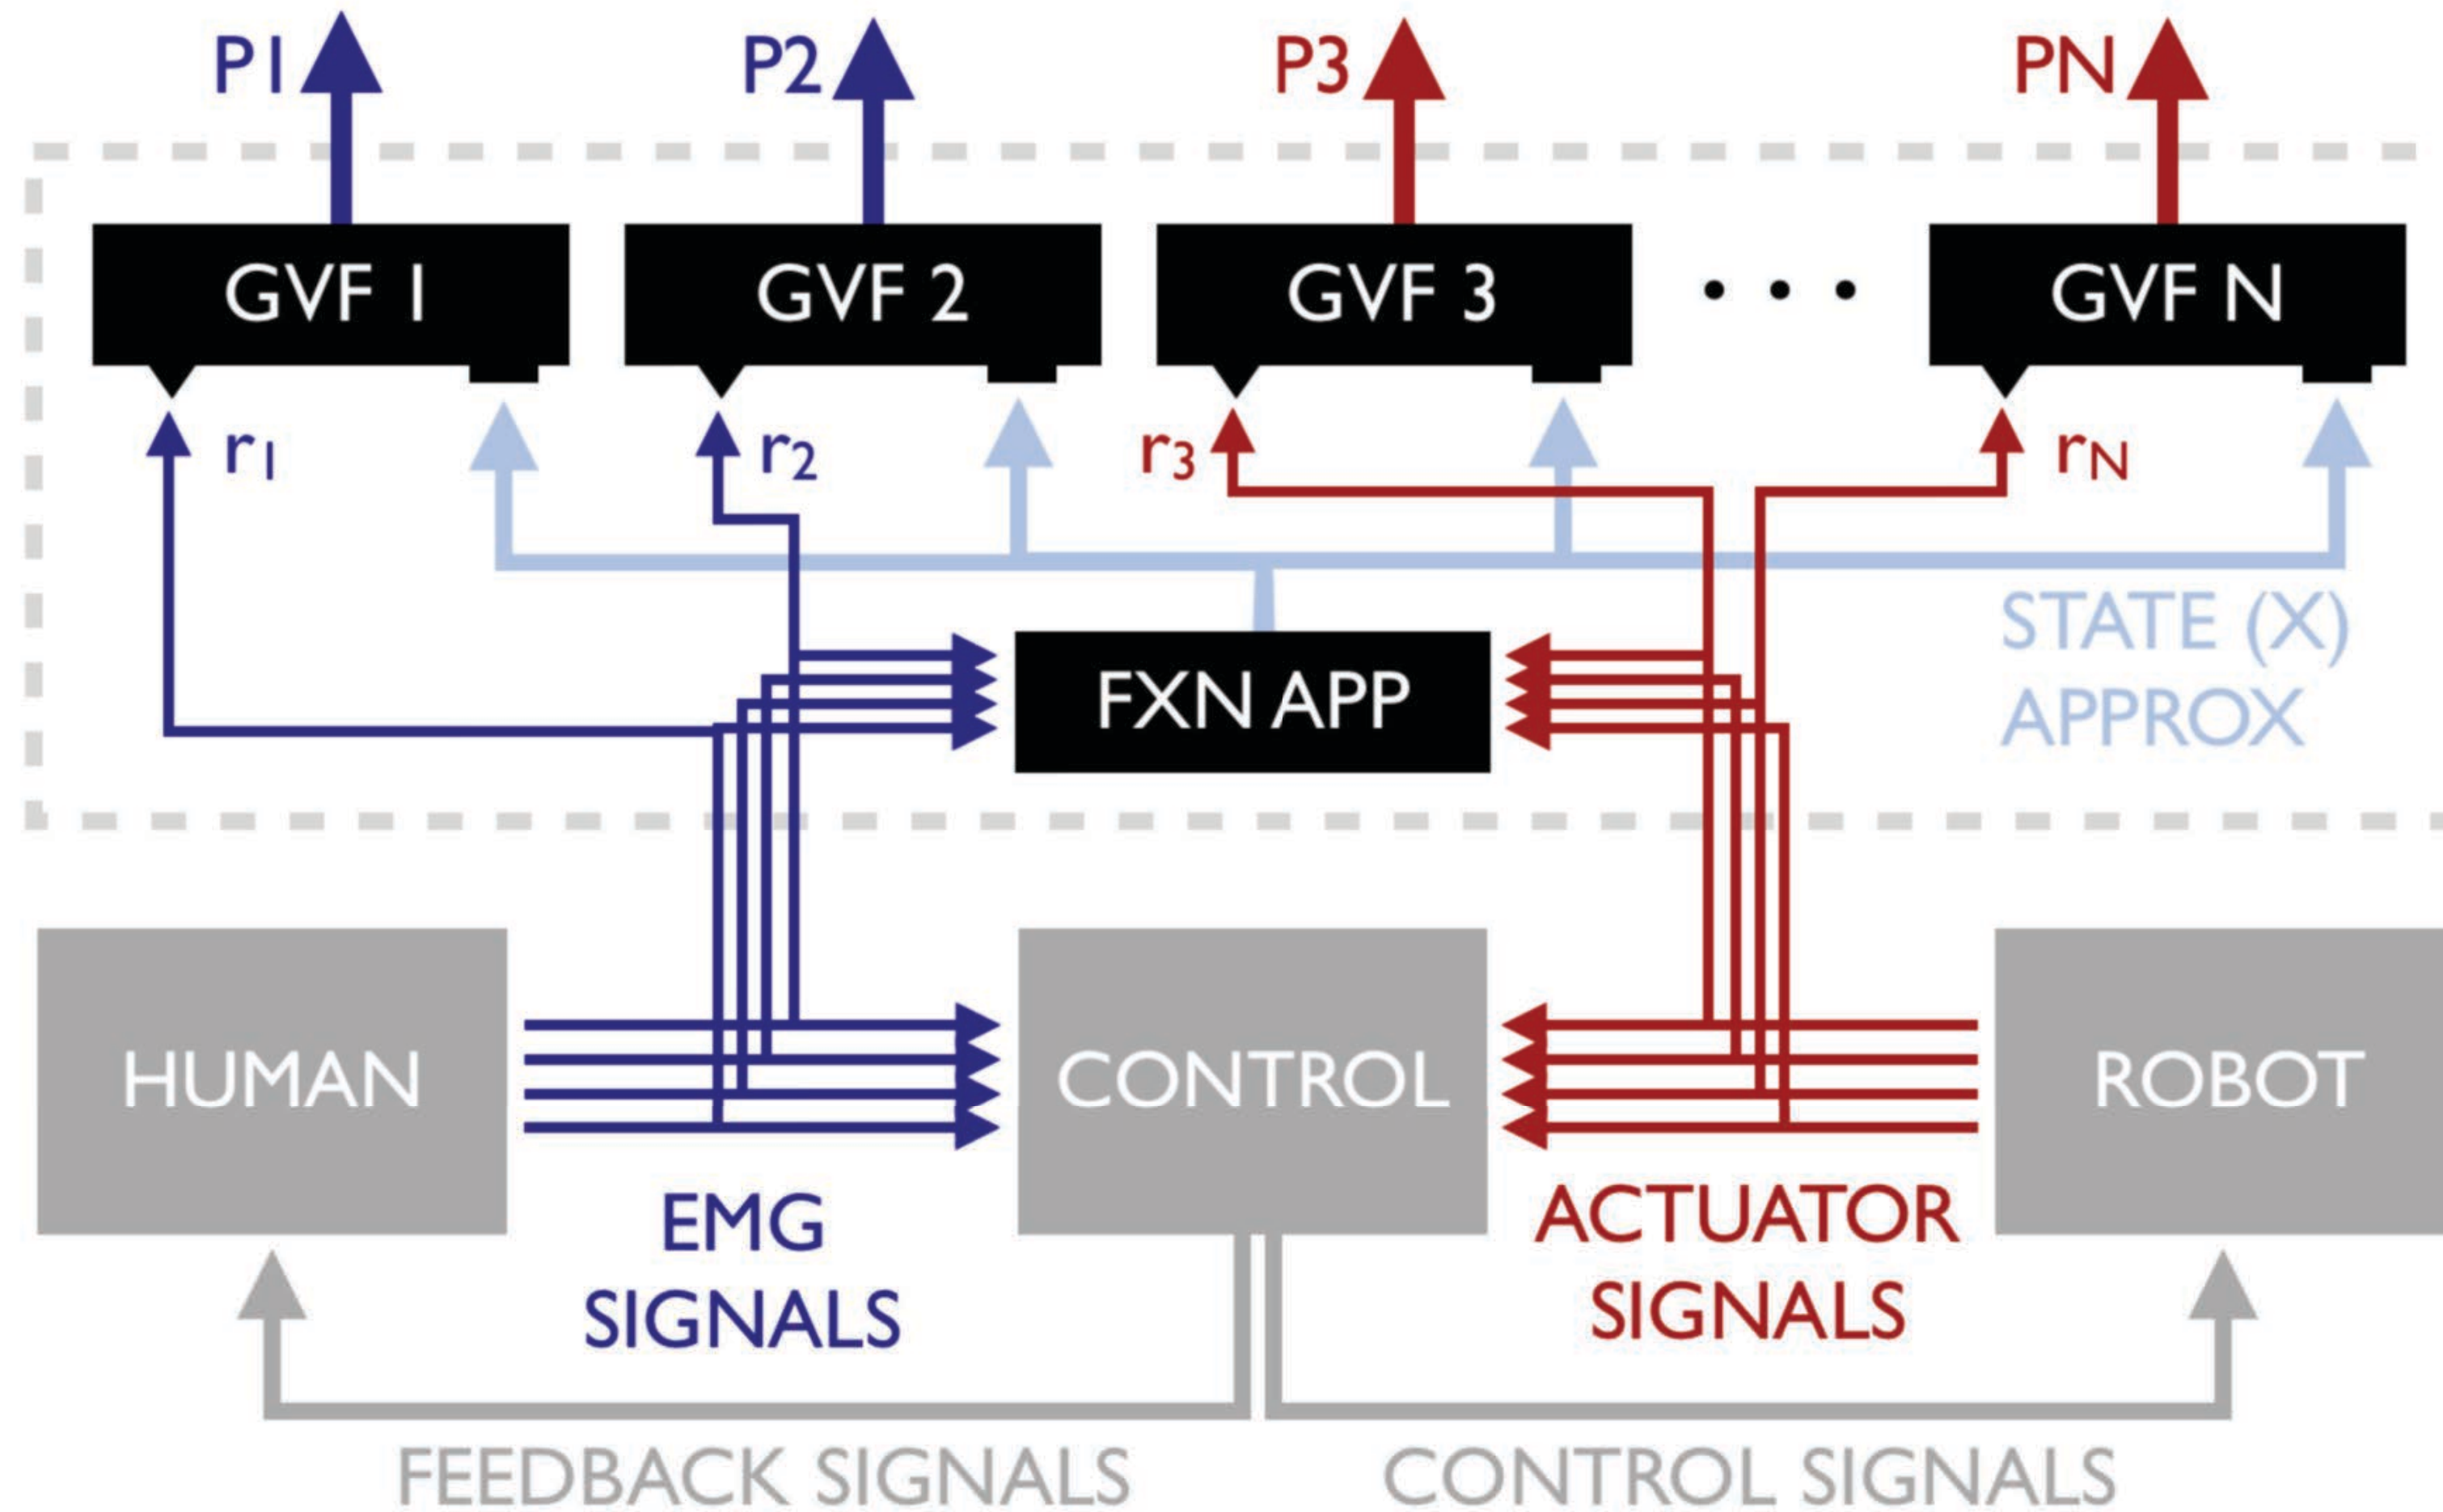 P1 P2 P3 PN
GVF 1 GVF 2 GVF 3 • • • GVF N
r1 r2 r3 rN
STATE (X)
APPROX
FXN APP
HUMAN CONTROL ROBOT
EMG
SIGNALS
ACTUATOR
SIGNALS
FEEDBACK SIGNALS CONTROL SIGNALS